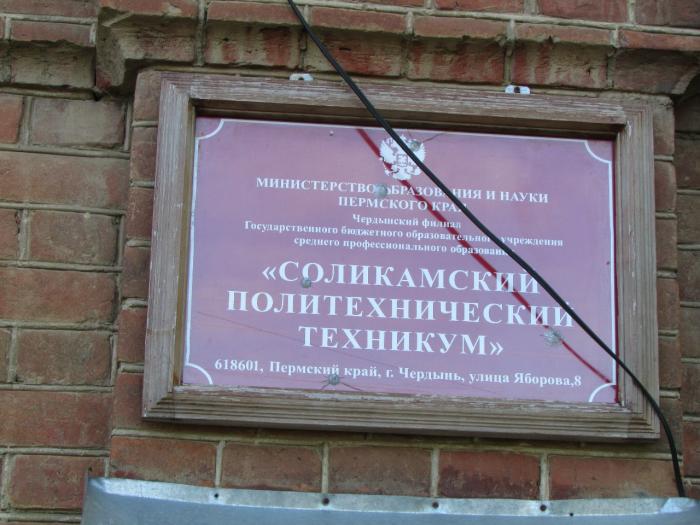 МИНИСТЕРСТВО ОБРАЗОВАНИЯ И НАУКИ
ПЕРМСКОГО КРАЯ
Чердынский филиал
Государственного бюджетного образовательного учреждения
среднего профессионального образования
«СОЛИКАМСКИЙ
ПОЛИТЕХНИЧЕСКИЙ
ТЕХНИКУМ»
618601, Пермский край, г. Чердынь, улица Яборова,8